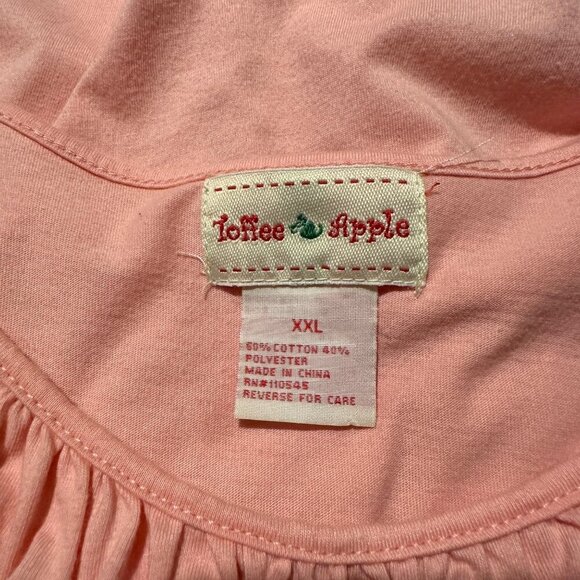 Toffee Apple
XXL
60% COTTON 40%
POLYESTER
MADE IN CHINA
RN#110545
REVERSE FOR CARE